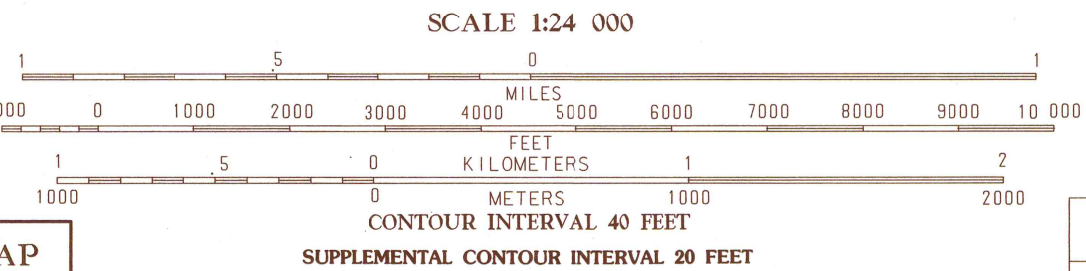 SCALE 1:24 000
1 .5 0 1
MILES
000 0 1000 2000 3000 4000 5000 6000 7000 8000 9000 10 000
FEET
1 .5 0 KILOMETERS 1 2
1000 0 METERS 1000 2000
CONTOUR INTERVAL 40 FEET
AP
SUPPLEMENTAL CONTOUR INTERVAL 20 FEET